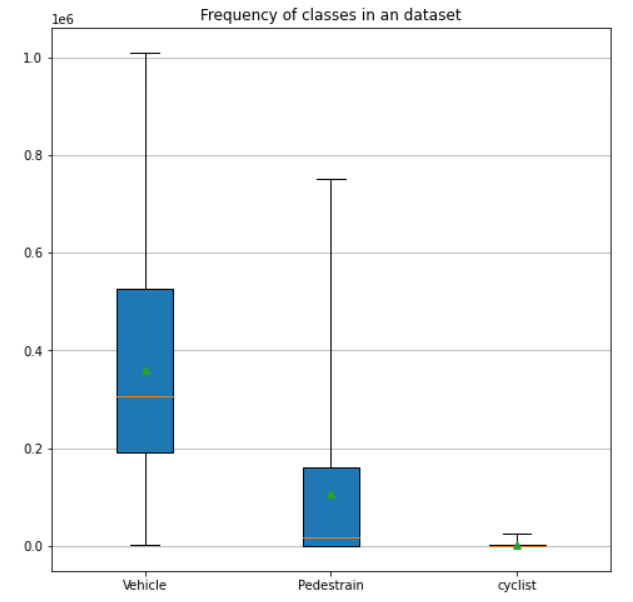 Frequency of classes in an dataset
1e6
1.0
0.8
0.6
0.4
0.2
0.0
Vehicle Pedestrain cyclist